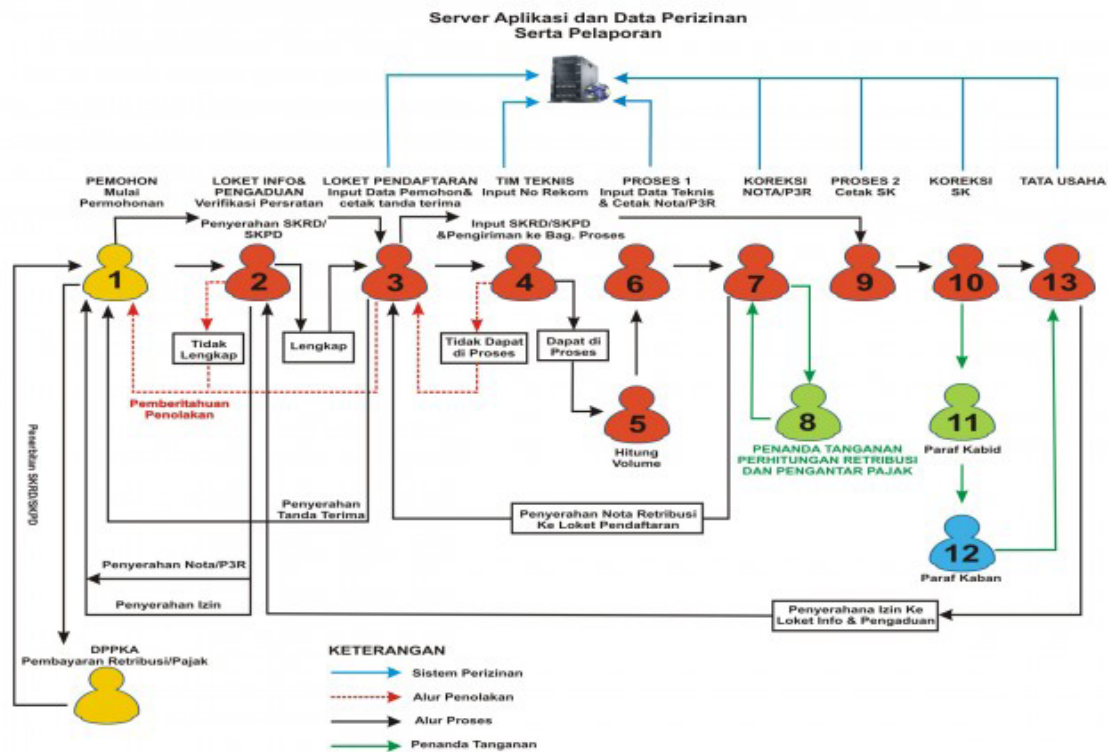 Server Aplikasi dan Data Perizinan
Serta Pelaporan
PEMOHON
Mulai
Permohonan
LOKET INFO&
PENGADUAN
Verifikasi Persratan
LOKET PENDAFTARAN
Input Data Pemohon&
cetak tanda terima
TIM TEKNIS
Input No Rekom
PROSES 1
Input Data Teknis
& Cetak Nota/P3R
KOREKSI
NOTA/P3R
PROSES 2
Cetak SK
KOREKSI
SK
TATA USAHA
Penyerahan SKRD/
SKPD
Input SKRD/SKPD
&Pengiriman ke Bag. Proses
1
2
3
4
6
7
9
10
13
Tidak
Lengkap
Lengkap
Tidak Dapat
di Proses
Dapat di
Proses
Pemberitahuan
Penolakan
5
Hitung
Volume
8
PENANDA TANGANAN
PERHITUNGAN RETRIBUSI
DAN PENGANTAR PAJAK
11
Paraf Kabid
12
Paraf Kaban
Penerbitan SKRD/SKPD
Penyerahan
Tanda Terima
Penyerahan Nota Retribusi
Ke Loket Pendaftaran
Penyerahan Nota/P3R
Penyerahan Izin
Penyerahana Izin Ke
Loket Info & Pengaduan
DPPKA
Pembayaran Retribusi/Pajak
KETERANGAN
Sistem Perizinan
Alur Penolakan
Alur Proses
Penanda Tanganan